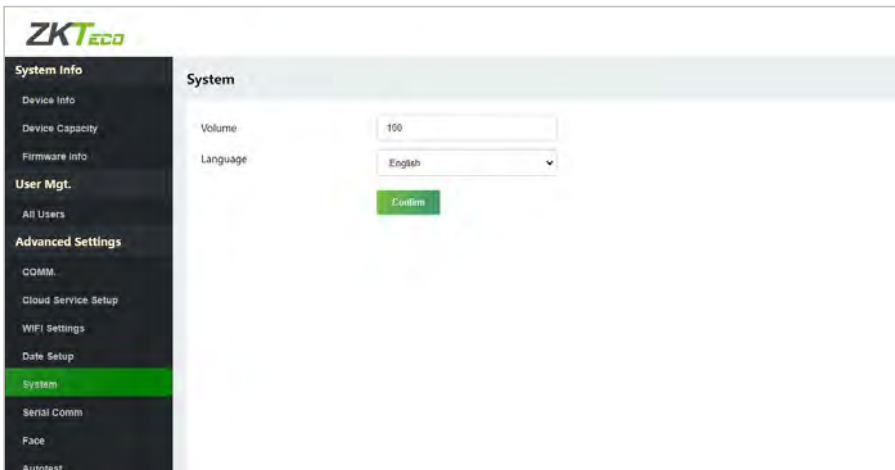 ZKTeco
System Info
Device Info
Device Capacity
Firmware Info
User Mgt.
All Users
Advanced Settings
COMM.
Cloud Service Setup
WIFI Settings
Date Setup
System
Serial Comm
Face
Autotest
System
Volume 100
Language English
Confirm